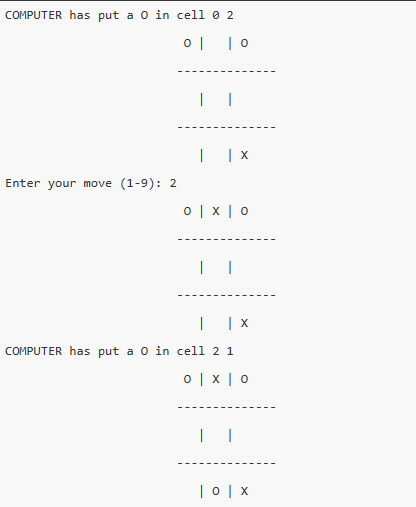 COMPUTER has put a O in cell 0 2
O |   | O
--------------
  |   |
--------------
  |   | X
Enter your move (1-9): 2
O | X | O
--------------
  |   |
--------------
  |   | X
COMPUTER has put a O in cell 2 1
O | X | O
--------------
  |   |
--------------
  | O | X